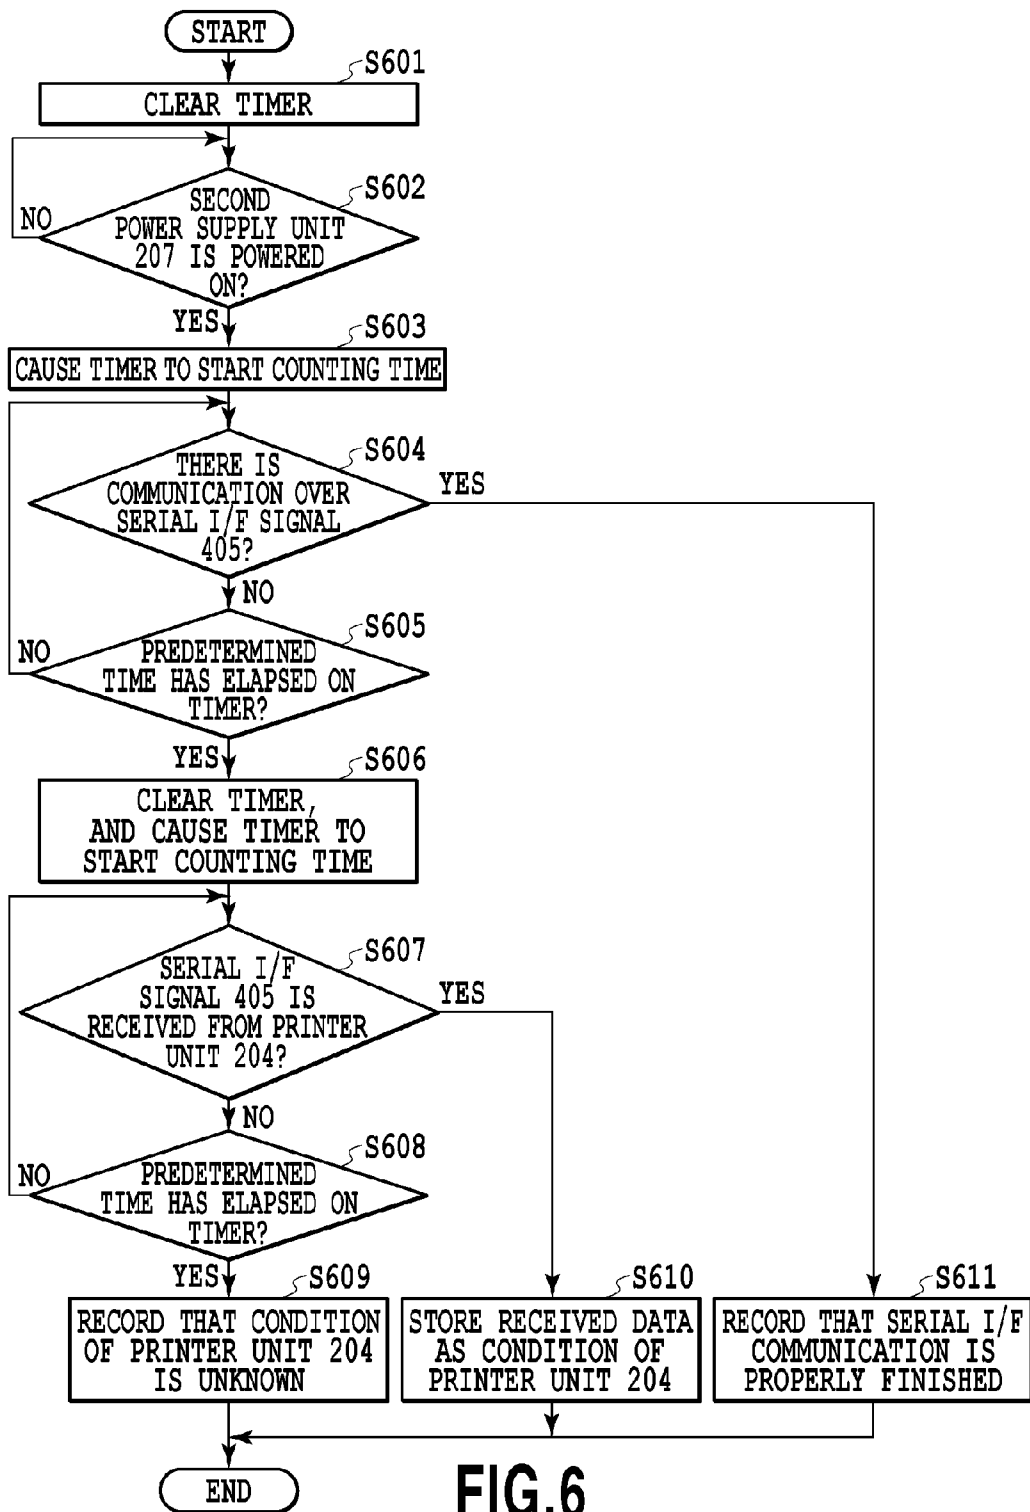 START
S601
CLEAR TIMER
S602
SECOND
POWER SUPPLY UNIT
207 IS POWERED
ON?
NO
YES
S603
CAUSE TIMER TO START COUNTING TIME
S604
THERE IS
COMMUNICATION OVER
SERIAL I/F SIGNAL
405?
YES
NO
S605
PREDETERMINED
TIME HAS ELAPSED ON
TIMER?
NO
YES
S606
CLEAR TIMER,
AND CAUSE TIMER TO
START COUNTING TIME
S607
SERIAL I/F
SIGNAL 405 IS
RECEIVED FROM PRINTER
UNIT 204?
YES
NO
S608
PREDETERMINED
TIME HAS ELAPSED ON
TIMER?
NO
YES
S609
RECORD THAT CONDITION
OF PRINTER UNIT 204
IS UNKNOWN
S610
STORE RECEIVED DATA
AS CONDITION OF
PRINTER UNIT 204
S611
RECORD THAT SERIAL I/F
COMMUNICATION IS
PROPERLY FINISHED
END
FIG.6